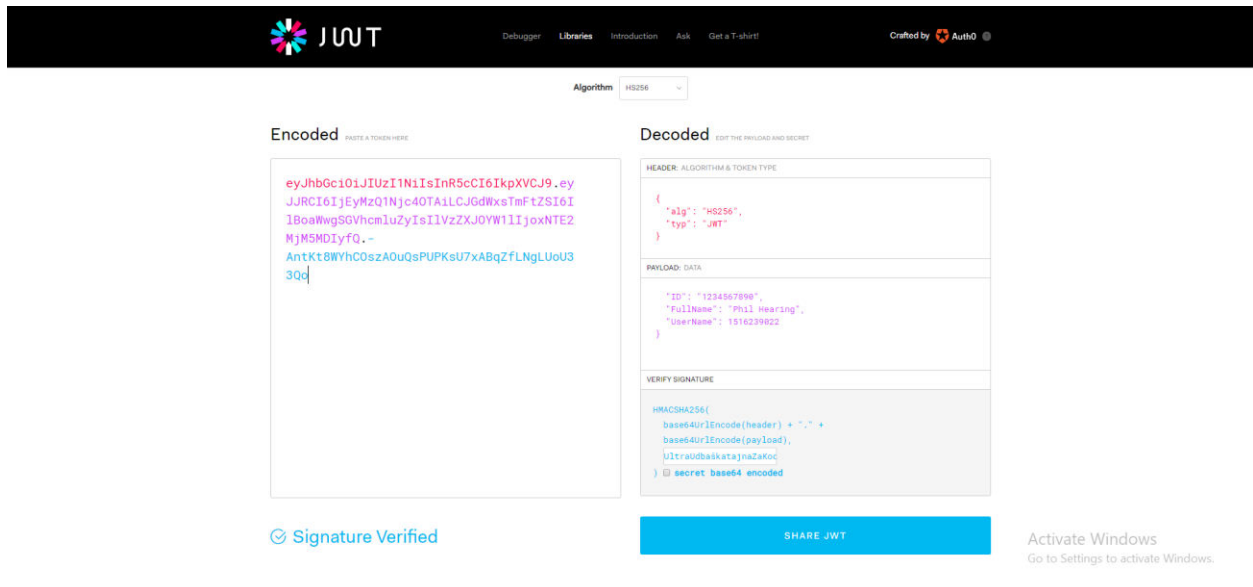 JWT
Debugger Libraries Introduction Ask Get a T-shirt! Crafted by Auth0
Algorithm HS256
Encoded PASTE A TOKEN HERE
eyJhbGciOiJIUzI1NiIsInR5cCI6IkpXVCJ9.ey
JJRCI6IjEyMzQ1Njc4OTAiLCJGdWxsTmFtZSI6I
lBoaWwgSGVhcmluZyIsIlVzZXJOYW1lIjoxNTE2
MjM5MDIyfQ.-
AntKt8WYhCOszAOuQsPUPKsU7xABqZfLNgLUoU3
3Qo
Decoded EDIT THE PAYLOAD AND SECRET
HEADER: ALGORITHM & TOKEN TYPE
{
"alg": "HS256",
"typ": "JWT"
}
PAYLOAD: DATA
"ID": "1234567890",
"FullName": "Phil Hearing",
"UserName": 1516239022
}
VERIFY SIGNATURE
HMACSHA256(
base64UrlEncode(header) + "." +
base64UrlEncode(payload),
UltraUdbaškatajnaZaKod
) secret base64 encoded
Signature Verified
SHARE JWT
Activate Windows
Go to Settings to activate Windows.